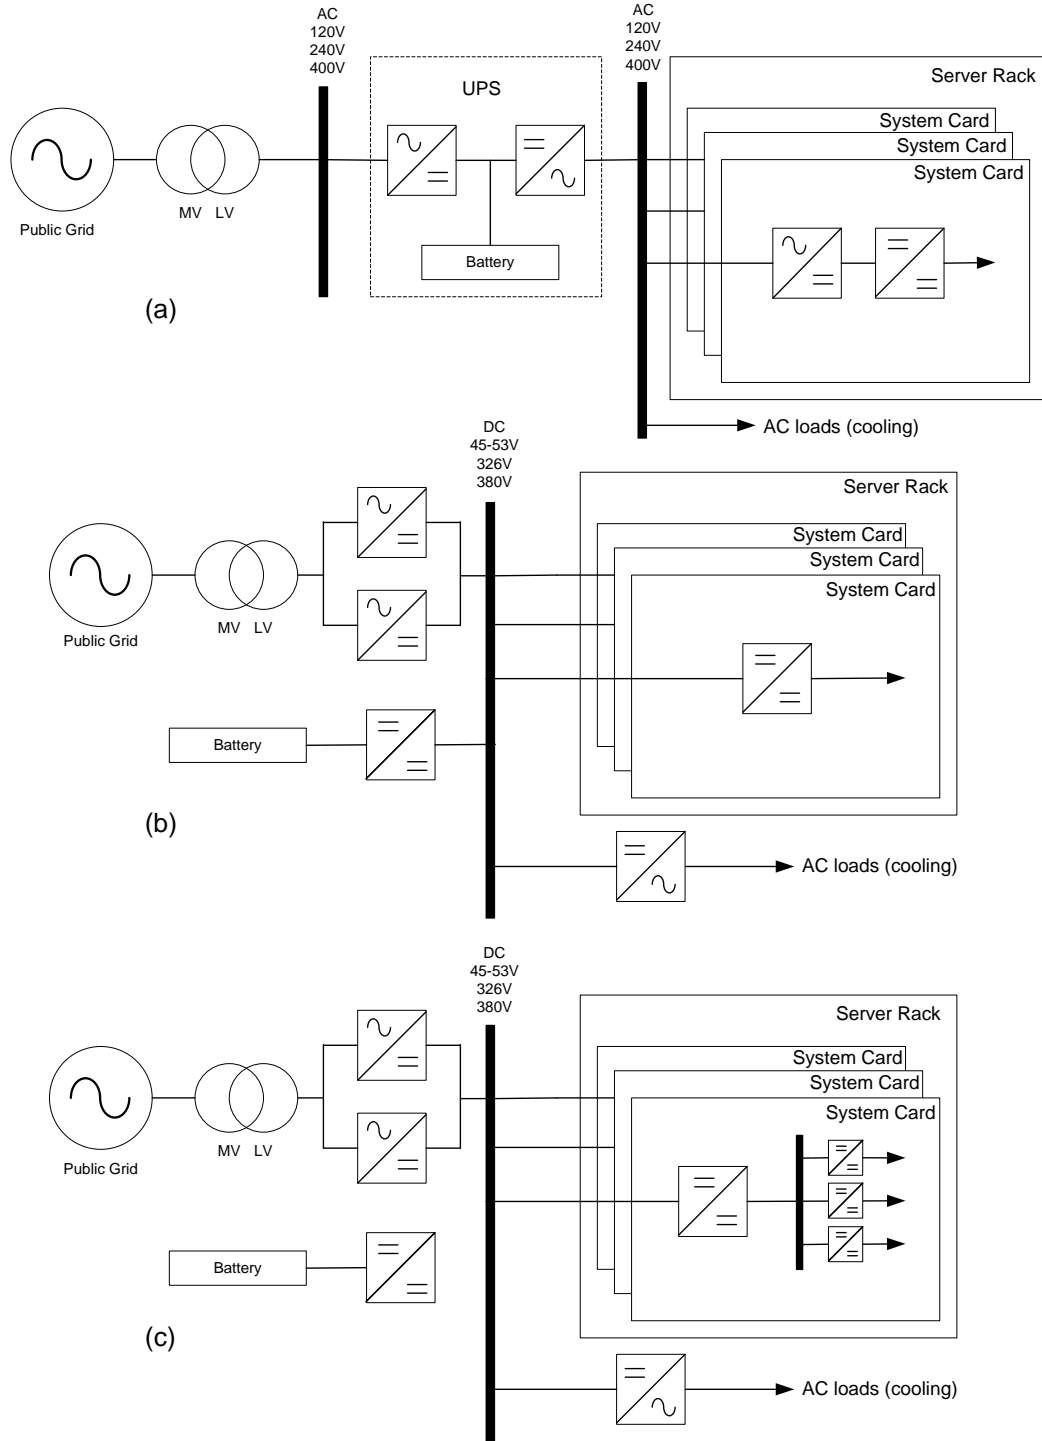 AC
120V
240V
400V
AC
120V
240V
400V
UPS
Server Rack
System Card
System Card
System Card
Public Grid
MV LV
Battery
(a)
AC loads (cooling)
DC
45-53V
326V
380V
Server Rack
System Card
System Card
System Card
Public Grid
MV LV
Battery
(b)
AC loads (cooling)
DC
45-53V
326V
380V
Server Rack
System Card
System Card
System Card
Public Grid
MV LV
Battery
(c)
AC loads (cooling)